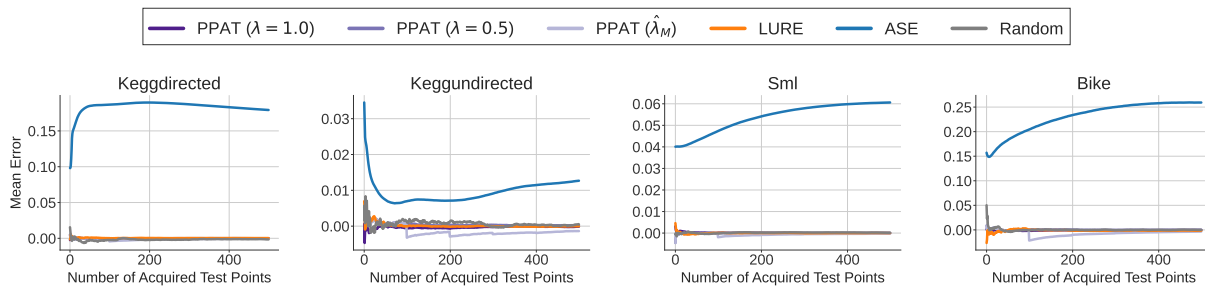 PPAT (λ = 1.0) PPAT (λ = 0.5) PPAT (λ̂_M) LURE ASE Random
Keggdirected Keggundirected Sml Bike
Mean Error
0.15
0.10
0.05
0.00
0 200 400
Number of Acquired Test Points
0.03
0.02
0.01
0.00
0 200 400
Number of Acquired Test Points
0.06
0.05
0.04
0.03
0.02
0.01
0.00
0 200 400
Number of Acquired Test Points
0.25
0.20
0.15
0.10
0.05
0.00
0 200 400
Number of Acquired Test Points